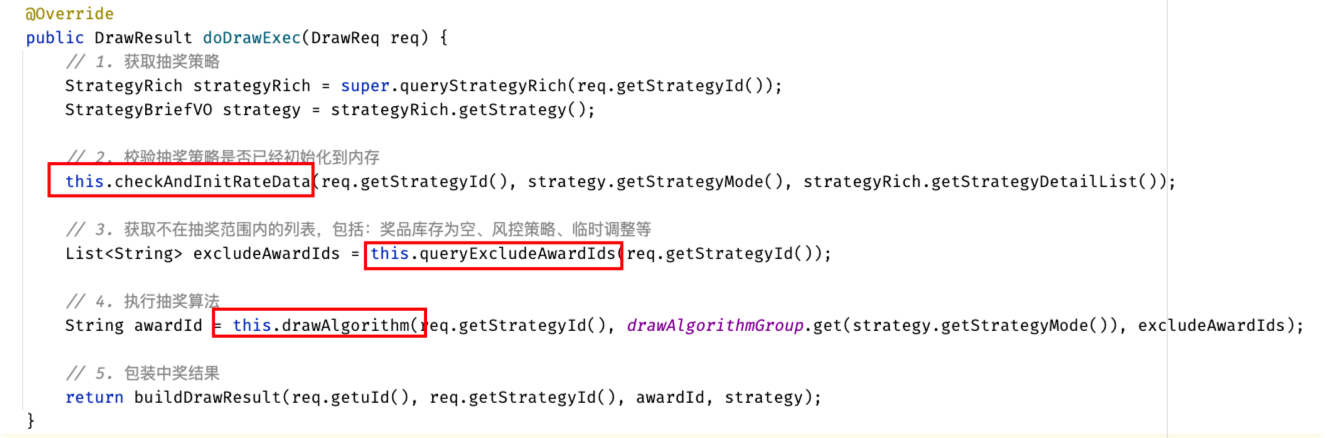 @Override
public DrawResult doDrawExec(DrawReq req) {
// 1. 获取抽奖策略
StrategyRich strategyRich = super.queryStrategyRich(req.getStrategyId());
StrategyBriefVO strategy = strategyRich.getStrategy();
// 2. 校验抽奖策略是否已经初始化到内存
this.checkAndInitRateData(req.getStrategyId(), strategy.getStrategyMode(), strategyRich.getStrategyDetailList());
// 3. 获取不在抽奖范围内的列表，包括：奖品库存为空、风控策略、临时调整等
List<String> excludeAwardIds = this.queryExcludeAwardIds(req.getStrategyId());
// 4. 执行抽奖算法
String awardId = this.drawAlgorithm(req.getStrategyId(), drawAlgorithmGroup.get(strategy.getStrategyMode()), excludeAwardIds);
// 5. 包装中奖结果
return buildDrawResult(req.getuId(), req.getStrategyId(), awardId, strategy);
}